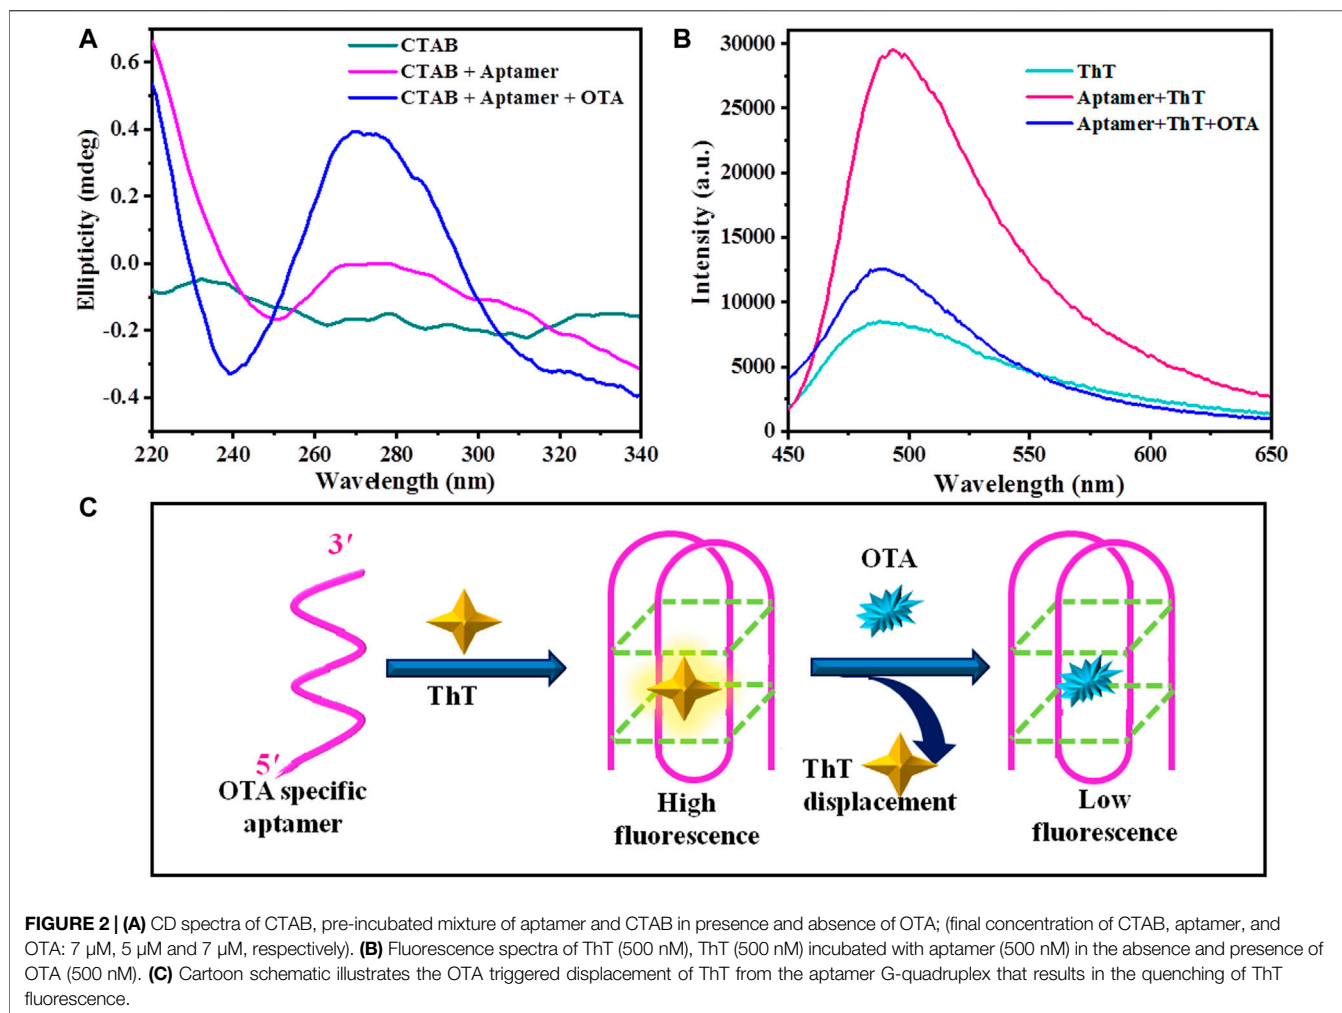 A
CTAB
CTAB + Aptamer
CTAB + Aptamer + OTA
0.6
0.4
0.2
0.0
-0.2
-0.4
Ellipticity (mdeg)
220 240 260 280 300 320 340
Wavelength (nm)
B
ThT
Aptamer+ThT
Aptamer+ThT+OTA
30000
25000
20000
15000
10000
5000
0
Intensity (a.u.)
450 500 550 600 650
Wavelength (nm)
C
3'
5'
OTA specific
aptamer
ThT
High
fluorescence
OTA
ThT
displacement
Low
fluorescence
FIGURE 2 | (A) CD spectra of CTAB, pre-incubated mixture of aptamer and CTAB in presence and absence of OTA; (final concentration of CTAB, aptamer, and
OTA: 7 μM, 5 μM and 7 μM, respectively). (B) Fluorescence spectra of ThT (500 nM), ThT (500 nM) incubated with aptamer (500 nM) in the absence and presence of
OTA (500 nM). (C) Cartoon schematic illustrates the OTA triggered displacement of ThT from the aptamer G-quadruplex that results in the quenching of ThT
fluorescence.